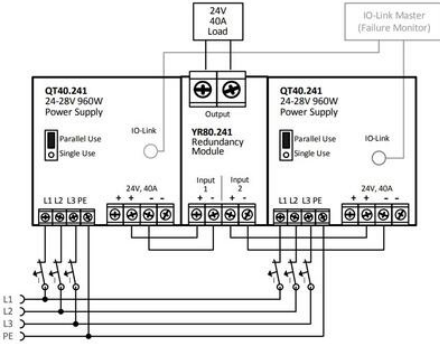 24V
40A
Load
IO-Link Master
(Failure Monitor)
QT40.241
24-28V 960W
Power Supply
Parallel Use
Single Use
IO-Link
24V, 40A
+ + - -
L1 L2 L3 PE
Output
YR80.241
Redundancy
Module
Input
1
Input
2
+ - + -
QT40.241
24-28V 960W
Power Supply
Parallel Use
Single Use
IO-Link
24V, 40A
+ + - -
L1 L2 L3 PE
L1
L2
L3
PE